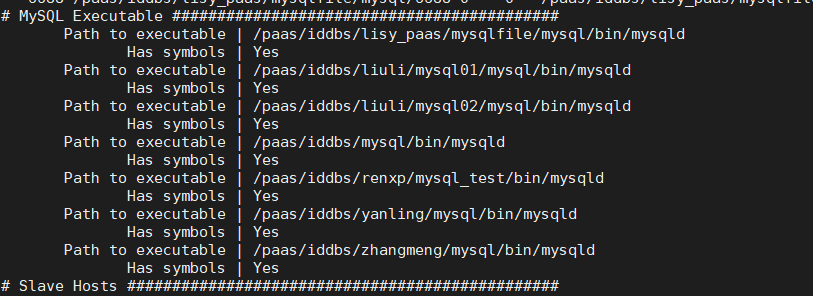 # MySQL Executable ###########################################
Path to executable | /paas/iddbs/lisy_paas/mysqlfile/mysql/bin/mysqld
Has symbols | Yes
Path to executable | /paas/iddbs/liuli/mysql01/mysql/bin/mysqld
Has symbols | Yes
Path to executable | /paas/iddbs/liuli/mysql02/mysql/bin/mysqld
Has symbols | Yes
Path to executable | /paas/iddbs/mysql/bin/mysqld
Has symbols | Yes
Path to executable | /paas/iddbs/renxp/mysql_test/bin/mysqld
Has symbols | Yes
Path to executable | /paas/iddbs/yanling/mysql/bin/mysqld
Has symbols | Yes
Path to executable | /paas/iddbs/zhangmeng/mysql/bin/mysqld
Has symbols | Yes
# Slave Hosts ################################################